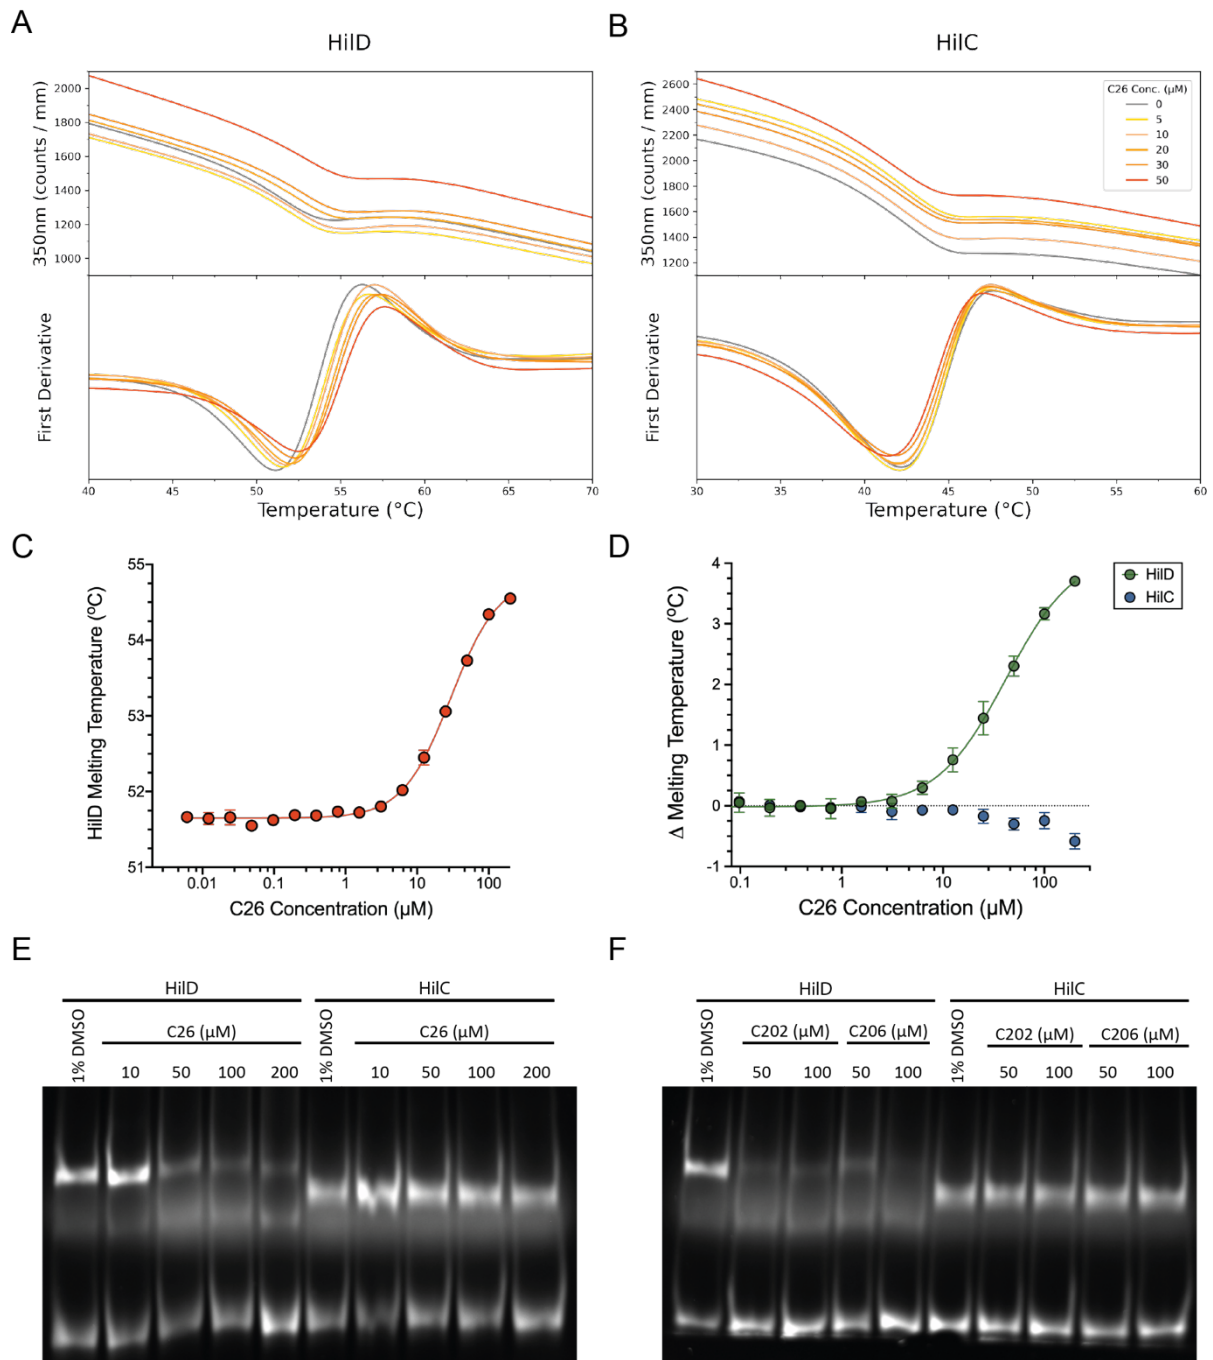 A
HilD
350nm (counts / mm)
2000
1800
1600
1400
1200
1000
First Derivative
40 45 50 55 60 65 70
Temperature (°C)
B
HilC
350nm (counts / mm)
2600
2400
2200
2000
1800
1600
1400
1200
C26 Conc. (μM)
0
5
10
20
30
50
First Derivative
30 35 40 45 50 55 60
Temperature (°C)
C
HilD Melting Temperature (ºC)
55
54
53
52
51
0.01 0.1 1 10 100
C26 Concentration (μM)
D
Δ Melting Temperature (ºC)
4
3
2
1
0
-1
0.1 1 10 100
C26 Concentration (μM)
HilD
HilC
E
HilD HilC
1% DMSO C26 (μM) 1% DMSO C26 (μM)
10 50 100 200 10 50 100 200
F
HilD HilC
1% DMSO C202 (μM) C206 (μM) 1% DMSO C202 (μM) C206 (μM)
50 100 50 100 50 100 50 100